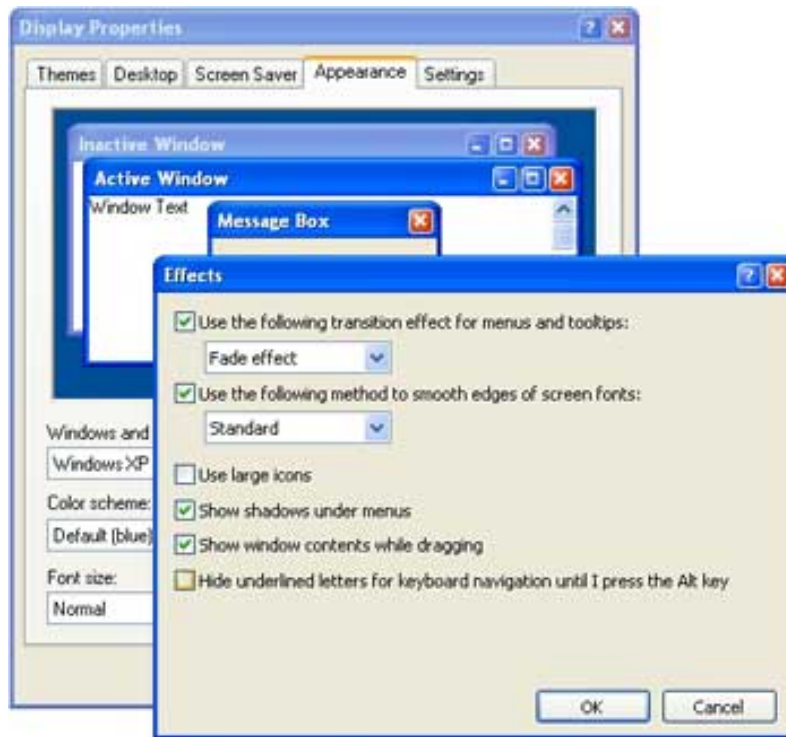 Display Properties
Themes Desktop Screen Saver Appearance Settings
Inactive Window
Active Window
Window Text
Message Box
Effects
Use the following transition effect for menus and tooltips:
Fade effect
Use the following method to smooth edges of screen fonts:
Standard
Windows and
Windows XP
Use large icons
Color scheme:
Show shadows under menus
Default (blue)
Show window contents while dragging
Font size:
Hide underlined letters for keyboard navigation until I press the Alt key
Normal
OK Cancel